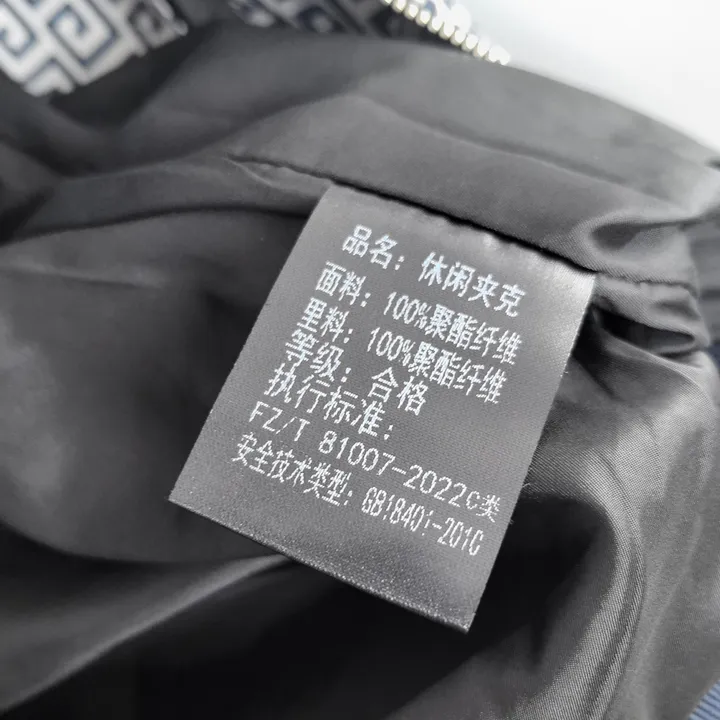 品名：休闲夹克
面料：100%聚酯纤维
里料：100%聚酯纤维
等级：合格
执行标准：
FZ/T 81007-2022C类
安全技术类型：GB18401-2010